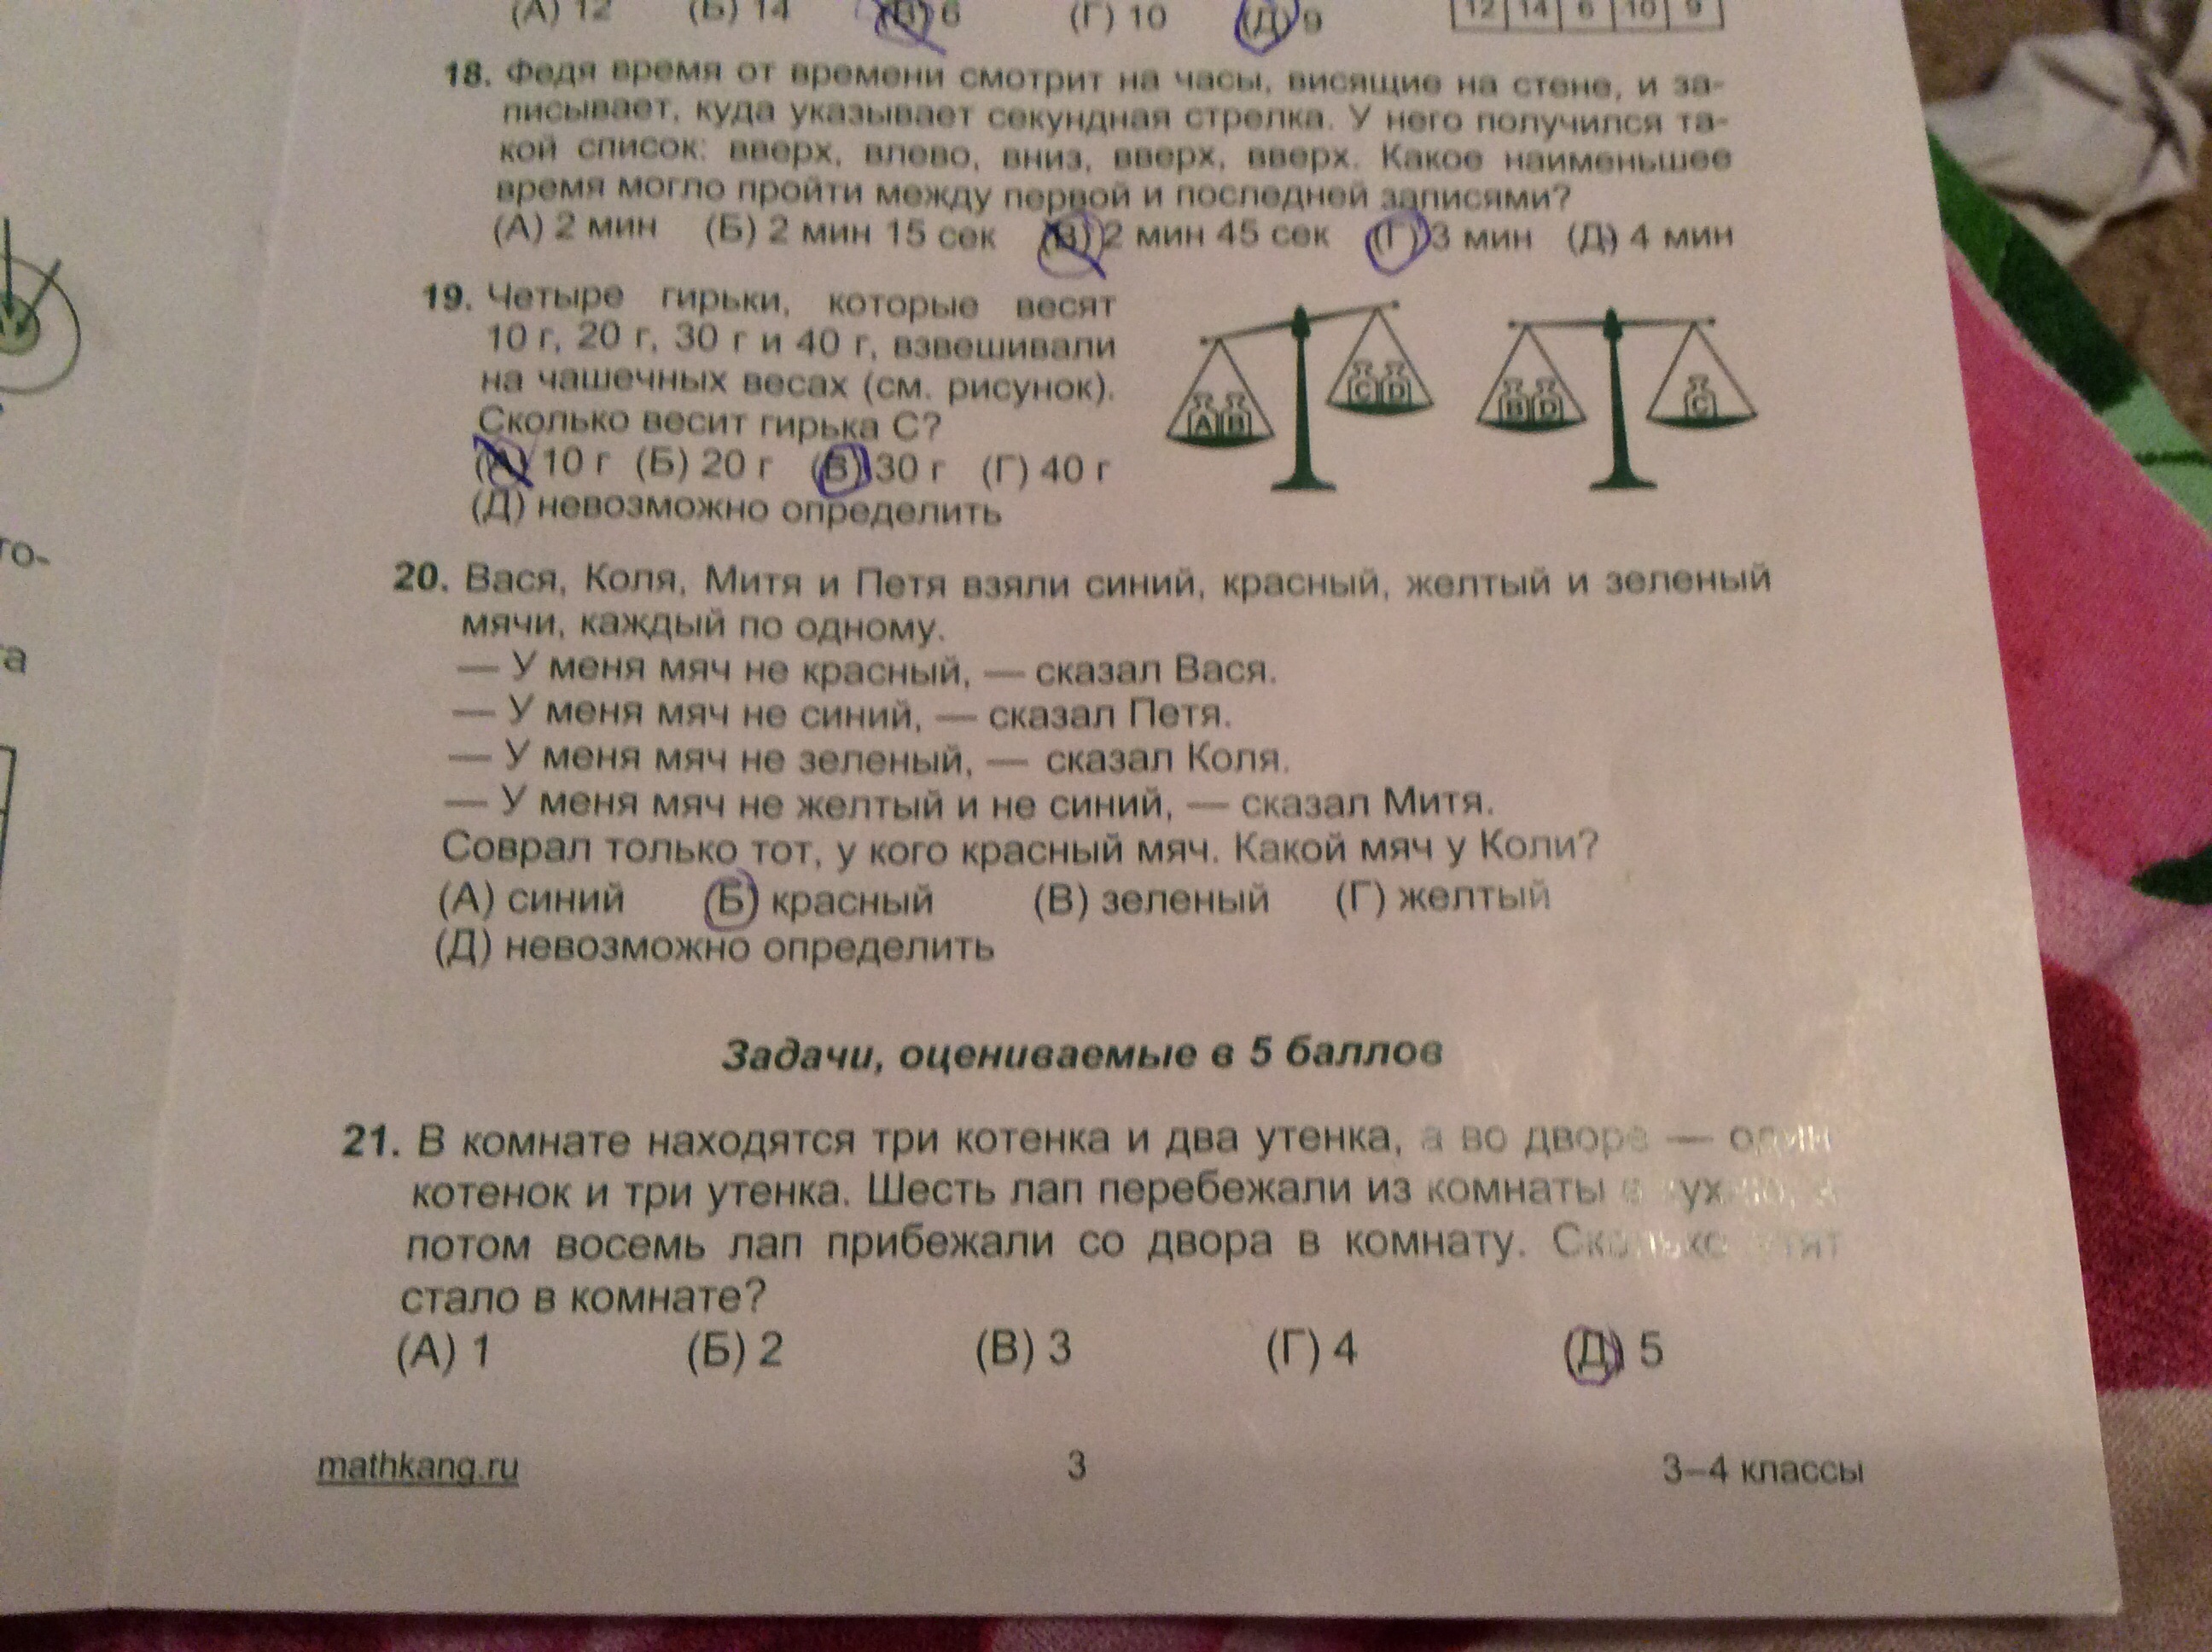 (А) 12 (Б) 14 (В) 6 (Г) 10 (Д) 9
12 14 6 10 9
18. Федя время от времени смотрит на часы, висящие на стене, и за-
писывает, куда указывает секундная стрелка. У него получился та-
кой список: вверх, влево, вниз, вверх, вверх. Какое наименьшее
время могло пройти между первой и последней записями?
(А) 2 мин (Б) 2 мин 15 сек (В) 2 мин 45 сек (Г) 3 мин (Д) 4 мин
19. Четыре гирьки, которые весят
10 г, 20 г, 30 г и 40 г, взвешивали
на чашечных весах (см. рисунок).
Сколько весит гирька С?
(А) 10 г (Б) 20 г (В) 30 г (Г) 40 г
(Д) невозможно определить
A B C D B D C
20. Вася, Коля, Митя и Петя взяли синий, красный, желтый и зеленый
мячи, каждый по одному.
— У меня мяч не красный, — сказал Вася.
— У меня мяч не синий, — сказал Петя.
— У меня мяч не зеленый, — сказал Коля.
— У меня мяч не желтый и не синий, — сказал Митя.
Соврал только тот, у кого красный мяч. Какой мяч у Коли?
(А) синий (Б) красный (В) зеленый (Г) желтый
(Д) невозможно определить
Задачи, оцениваемые в 5 баллов
21. В комнате находятся три котенка и два утенка, а во дворе — один
котенок и три утенка. Шесть лап перебежали из комнаты
потом восемь лап прибежали со двора в комнату. Сколько утят
стало в комнате?
(А) 1 (Б) 2 (В) 3 (Г) 4 (Д) 5
mathkang.ru 3 3–4 классы
го-
та